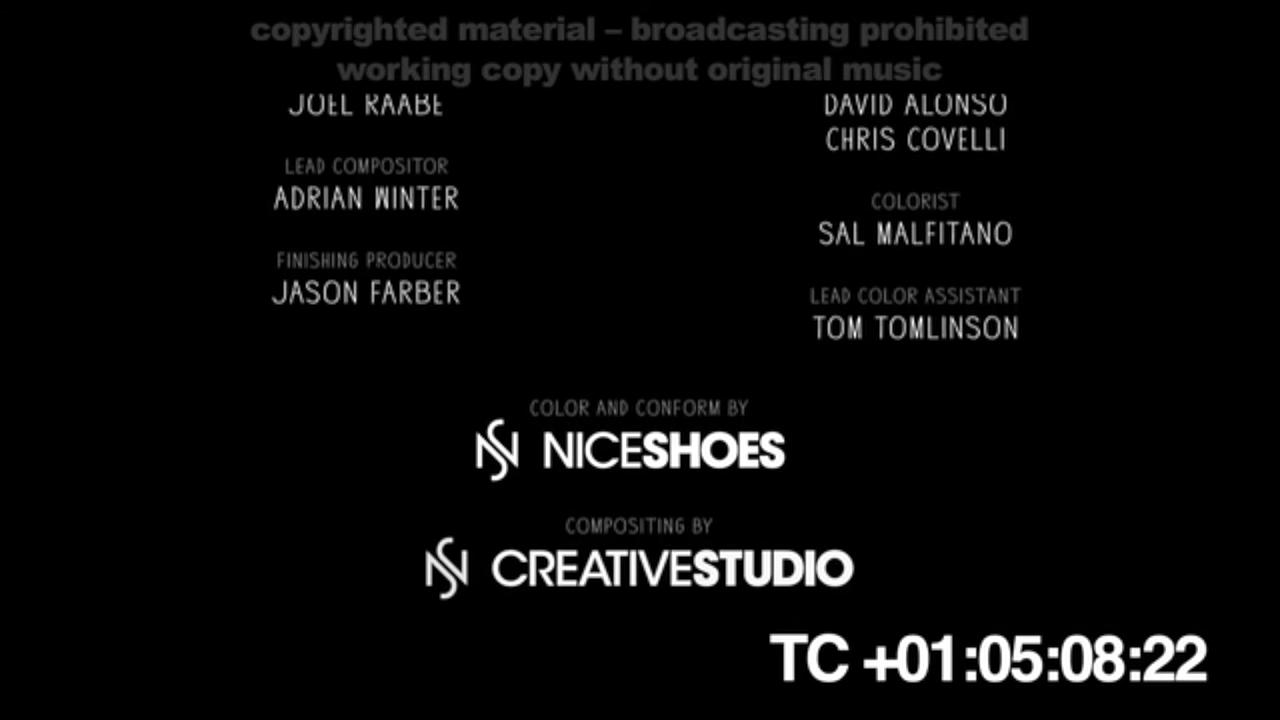 copyrighted material – broadcasting prohibited
working copy without original music
JOEL RAABE
LEAD COMPOSITOR
ADRIAN WINTER
FINISHING PRODUCER
JASON FARBER
DAVID ALONSO
CHRIS COVELLI
COLORIST
SAL MALFITANO
LEAD COLOR ASSISTANT
TOM TOMLINSON
COLOR AND CONFORM BY
NS NICESHOES
COMPOSITING BY
NS CREATIVESTUDIO
TC +01:05:08:22